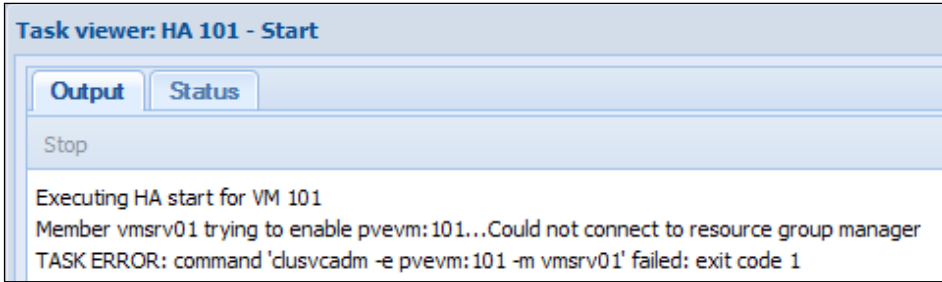 Task viewer: HA 101 - Start
Output
Status
Stop
Executing HA start for VM 101
Member vmsrv01 trying to enable pvevm:101...Could not connect to resource group manager
TASK ERROR: command 'clusvcadm -e pvevm:101 -m vmsrv01' failed: exit code 1